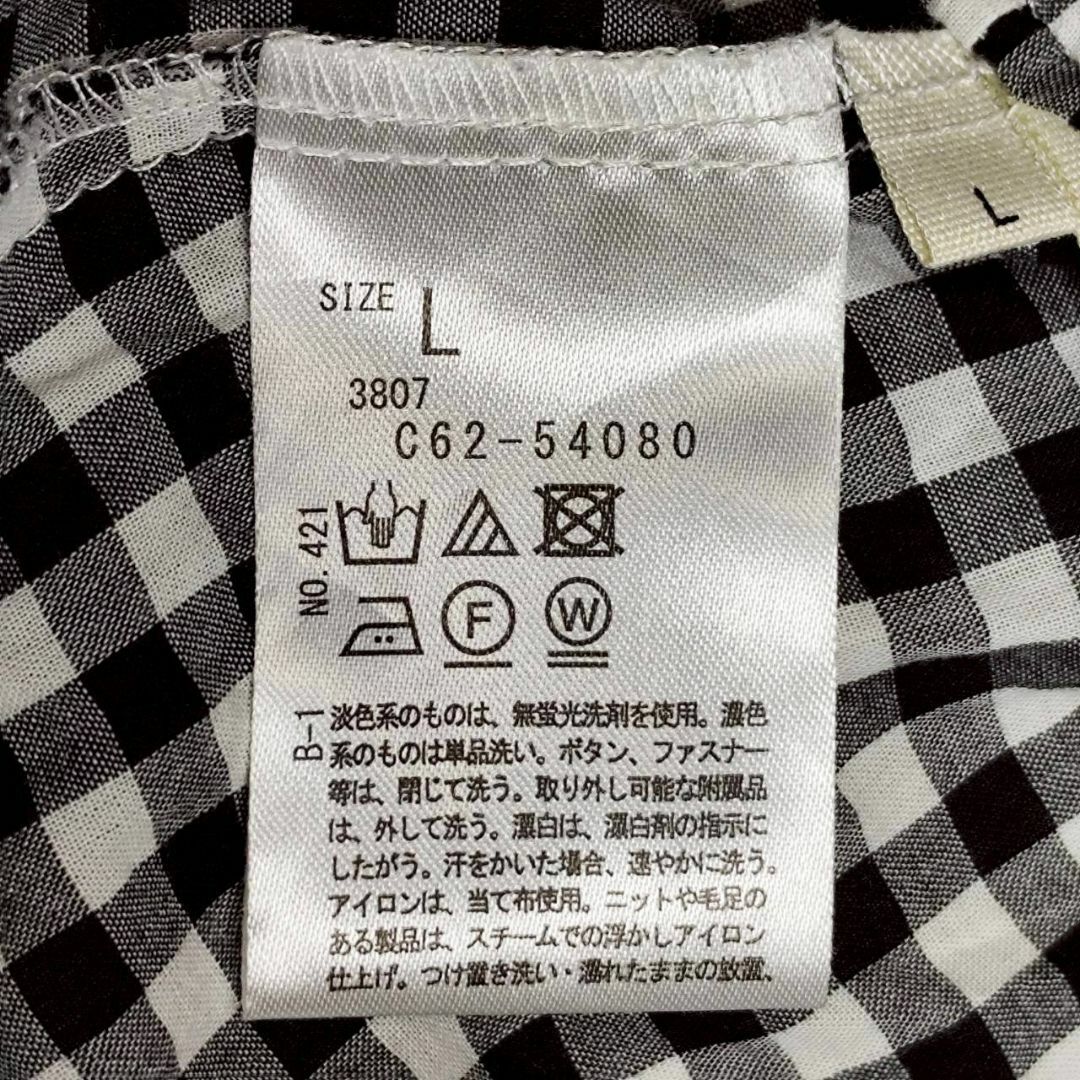 L
SIZE L
3807
C62-54080
NO. 421
F
W
B-1
淡色系のものは、無蛍光洗剤を使用。濃色
系のものは単品洗い。ボタン、ファスナー
等は、閉じて洗う。取り外し可能な附属品
は、外して洗う。漂白は、漂白剤の指示に
したがう。汗をかいた場合、速やかに洗う。
アイロンは、当て布使用。ニットや毛足の
ある製品は、スチームでの浮かしアイロン
仕上げ。つけ置き洗い・濡れたままの放置、